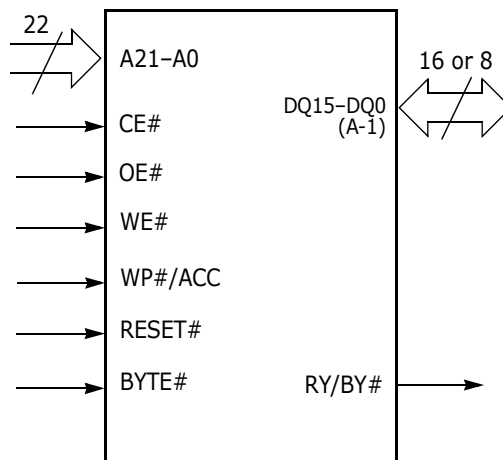 22
A21–A0
16 or 8
DQ15–DQ0
(A-1)
CE#
OE#
WE#
WP#/ACC
RESET#
BYTE#
RY/BY#